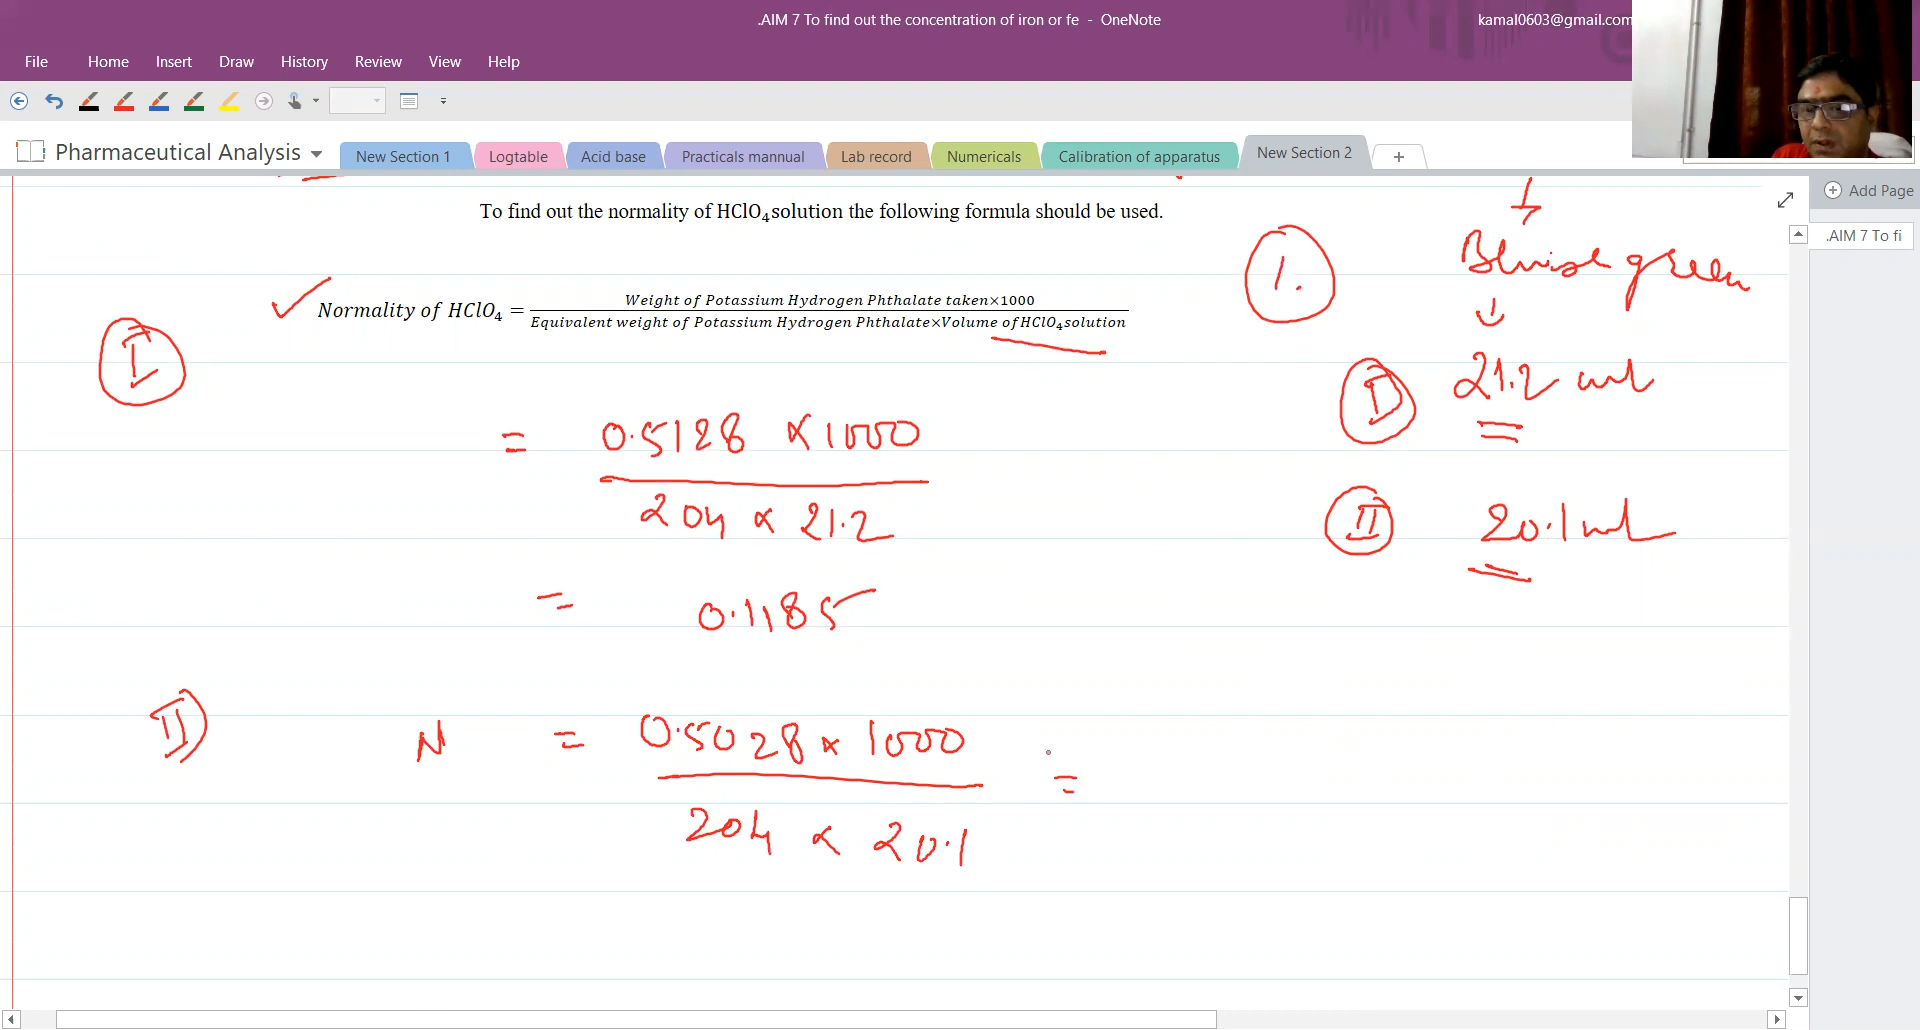 .AIM 7 To find out the concentration of iron or fe - OneNote
kamal0603@gmail.com
File Home Insert Draw History Review View Help
Pharmaceutical Analysis
New Section 1 Logtable Acid base Practicals mannual Lab record Numericals Calibration of apparatus New Section 2 +
Add Page
.AIM 7 To fi
To find out the normality of HClO₄ solution the following formula should be used.
1.
Bluise green
Normality of HClO₄ = Weight of Potassium Hydrogen Phthalate taken×1000
Equivalent weight of Potassium Hydrogen Phthalate×Volume of HClO₄ solution
I
I 21.2 ml
= 0.5128 × 1000
204 × 21.2
II 20.1 ml
= 0.1185
II) N = 0.5028 × 1000 =
204 × 20.1